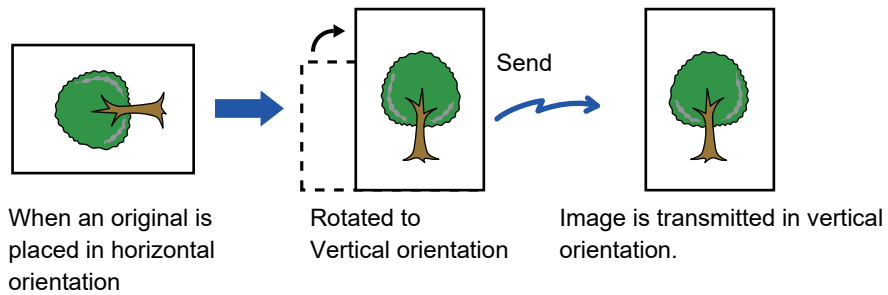 Send
When an original is
placed in horizontal
orientation
Rotated to
Vertical orientation
Image is transmitted in vertical
orientation.